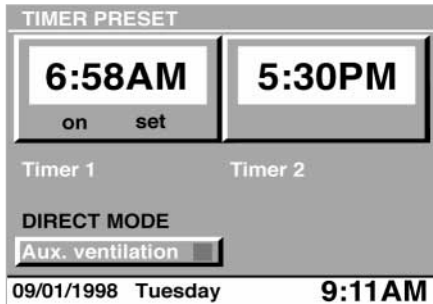 TIMER PRESET
6:58AM 5:30PM
on set
Timer 1 Timer 2
DIRECT MODE
Aux. ventilation
09/01/1998 Tuesday 9:11AM